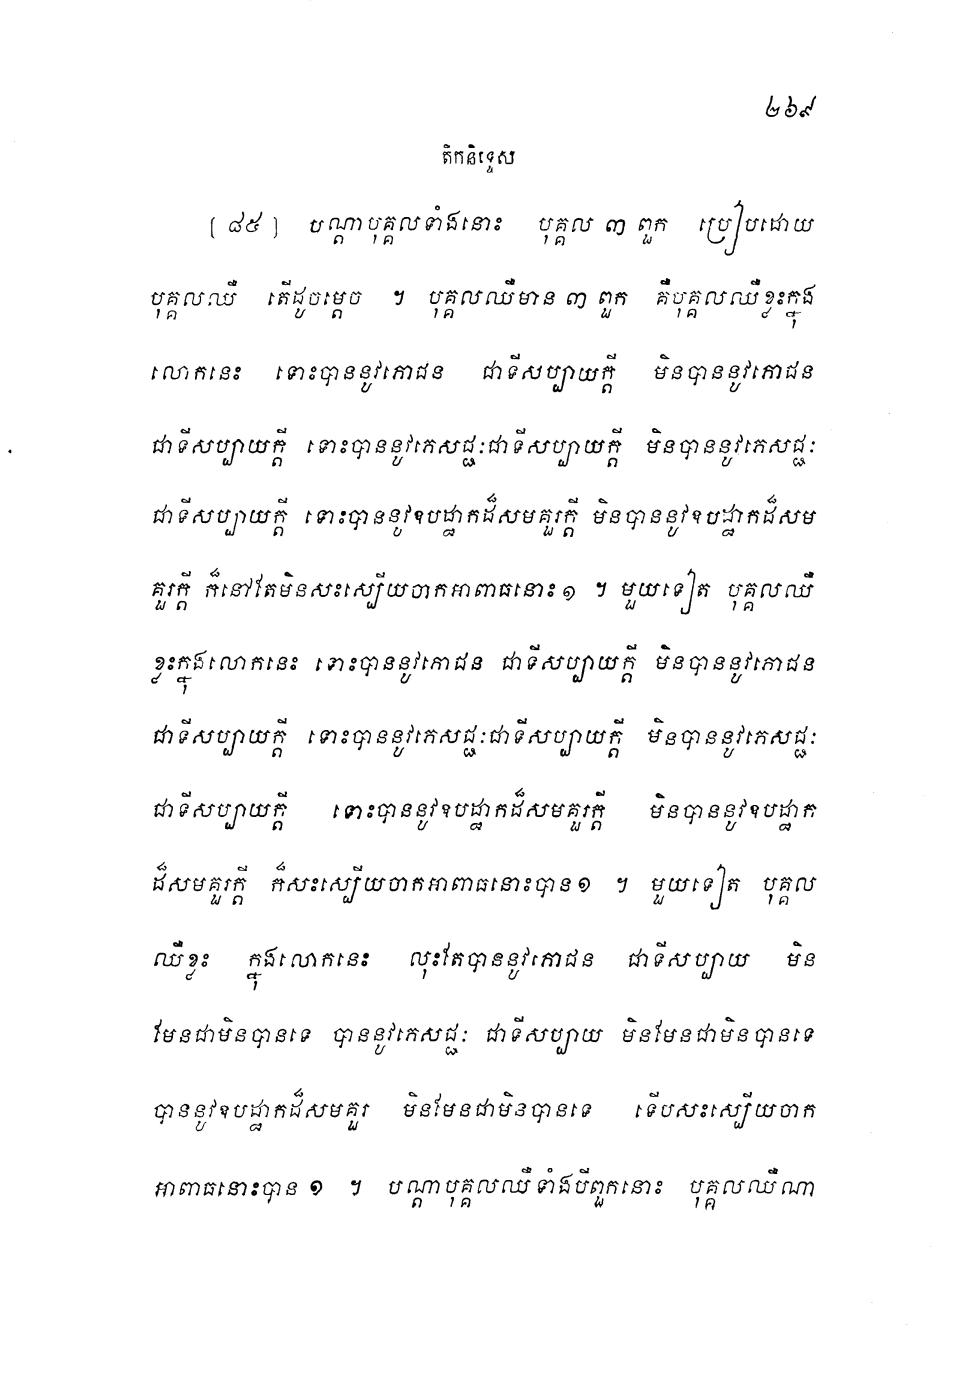 ២៦៩
តិកនិទ្ទេស
[ ៨៥ ] បណ្តាបុគ្គលទាំងនោះ បុគ្គល ៣ ពួក ប្រៀបដោយ
បុគ្គលឈឺ តើដូចម្តេច ។ បុគ្គលឈឺមាន ៣ ពួក គឺបុគ្គលឈឺខ្លះក្នុង
លោកនេះ ទោះបាននូវភោជន ជាទីសប្បាយក្តី មិនបាននូវភោជន
ជាទីសប្បាយក្តី ទោះបាននូវភេសជ្ជៈជាទីសប្បាយក្តី មិនបាននូវភេសជ្ជៈ
ជាទីសប្បាយក្តី ទោះបាននូវឧបដ្ឋាកដ៏សមគួរក្តី មិនបាននូវឧបដ្ឋាកដ៏សម
គួរក្តី ក៏នៅតែមិនសះស្បើយចាកអាពាធនោះ ១ ។ មួយទៀត បុគ្គលឈឺ
ខ្លះក្នុងលោកនេះ ទោះបាននូវភោជន ជាទីសប្បាយក្តី មិនបាននូវភោជន
ជាទីសប្បាយក្តី ទោះបាននូវភេសជ្ជៈជាទីសប្បាយក្តី មិនបាននូវភេសជ្ជៈ
ជាទីសប្បាយក្តី ទោះបាននូវឧបដ្ឋាកដ៏សមគួរក្តី មិនបាននូវឧបដ្ឋាក
ដ៏សមគួរក្តី ក៏សះស្បើយចាកអាពាធនោះបាន ១ ។ មួយទៀត បុគ្គល
ឈឺខ្លះ ក្នុងលោកនេះ លុះតែបាននូវភោជន ជាទីសប្បាយ មិន
មែនជាមិនបានទេ បាននូវភេសជ្ជៈ ជាទីសប្បាយ មិនមែនជាមិនបានទេ
បាននូវឧបដ្ឋាកដ៏សមគួរ មិនមែនជាមិនបានទេ ទើបសះស្បើយចាក
អាពាធនោះបាន ១ ។ បណ្តាបុគ្គលឈឺទាំងបីពួកនោះ បុគ្គលឈឺណា